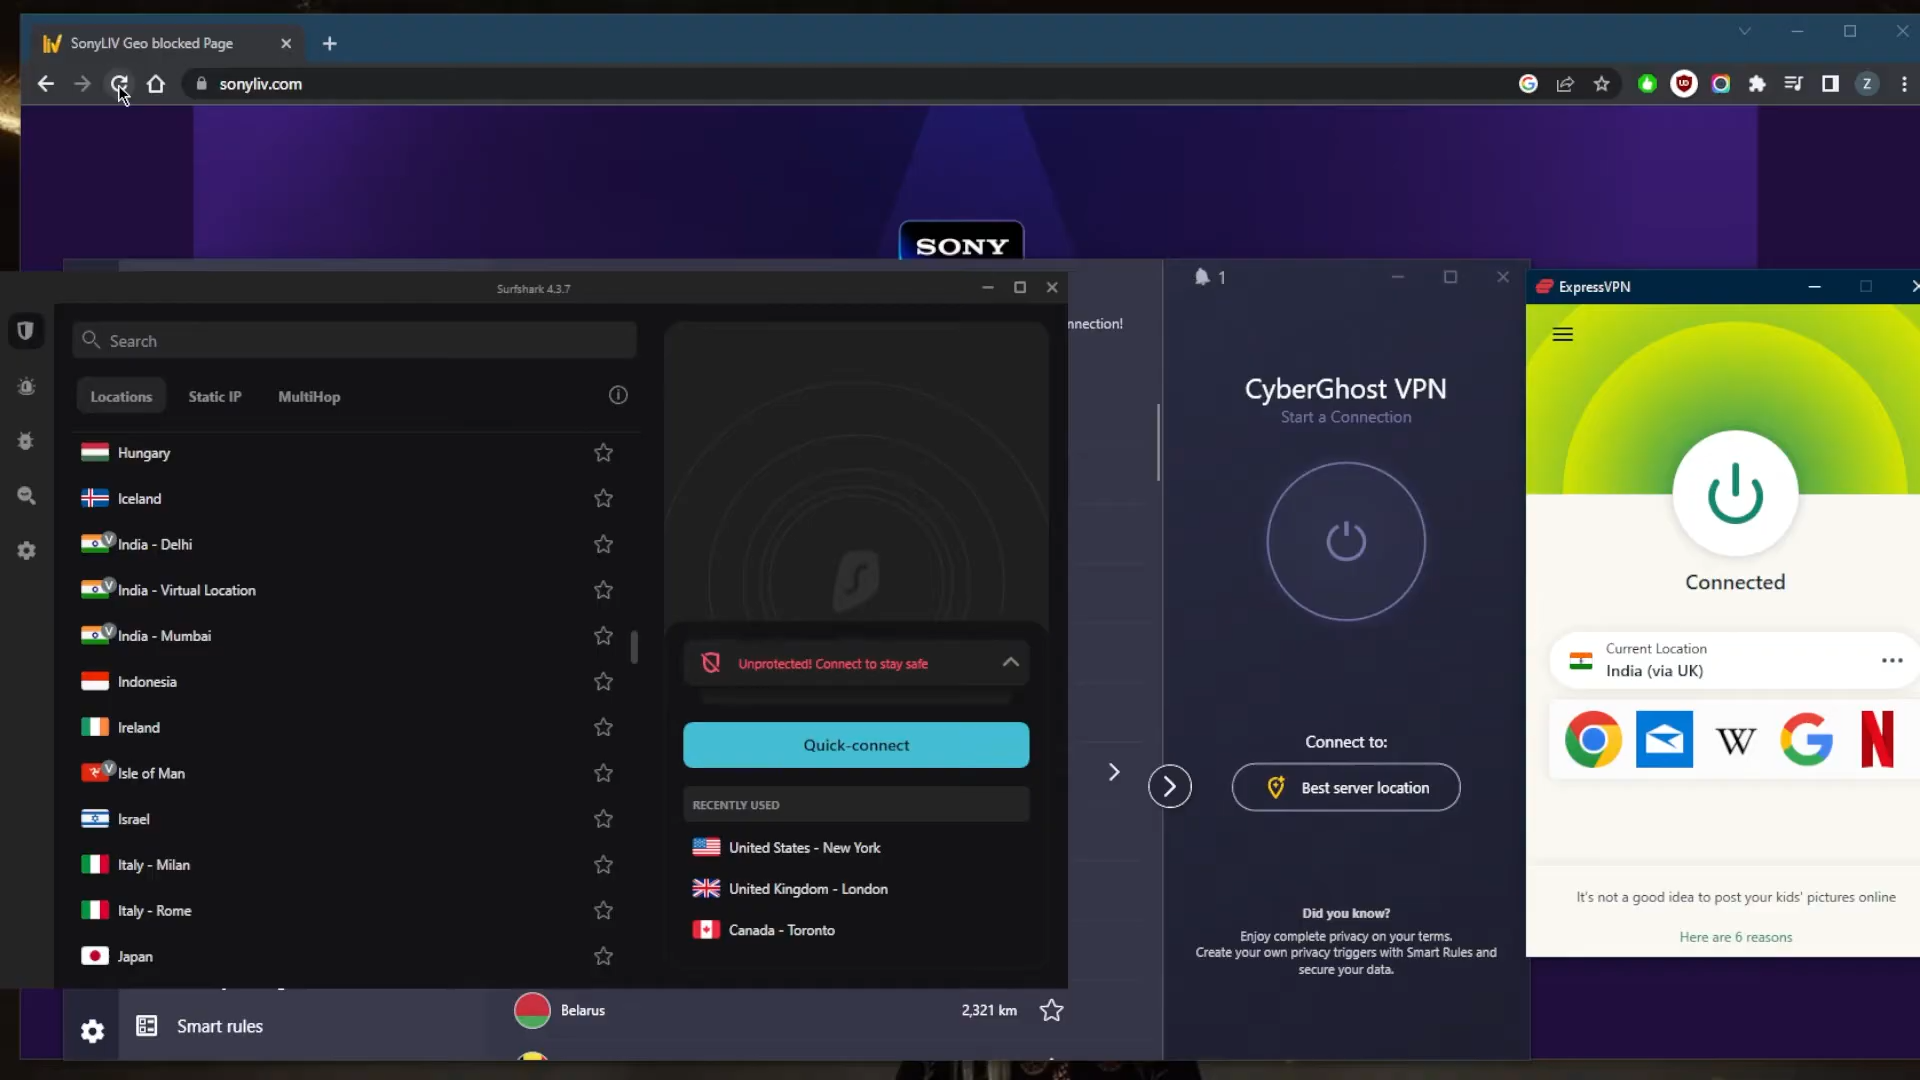 SonyLIV Geo blocked Page
sonyliv.com
Z
SONY
Surfshark 4.3.7
Search
Locations
Static IP
MultiHop
Hungary
Iceland
V India - Delhi
V India - Virtual Location
V India - Mumbai
Indonesia
Ireland
V Isle of Man
Israel
Italy - Milan
Italy - Rome
Japan
Unprotected! Connect to stay safe
Quick-connect
RECENTLY USED
United States - New York
United Kingdom - London
Canada - Toronto
Smart rules
Belarus
2,321 km
nnection!
1
CyberGhost VPN
Start a Connection
Connect to:
Best server location
Did you know?
Enjoy complete privacy on your terms.
Create your own privacy triggers with Smart Rules and
secure your data.
ExpressVPN
Connected
Current Location
India (via UK)
W
G
N
It's not a good idea to post your kids' pictures online
Here are 6 reasons